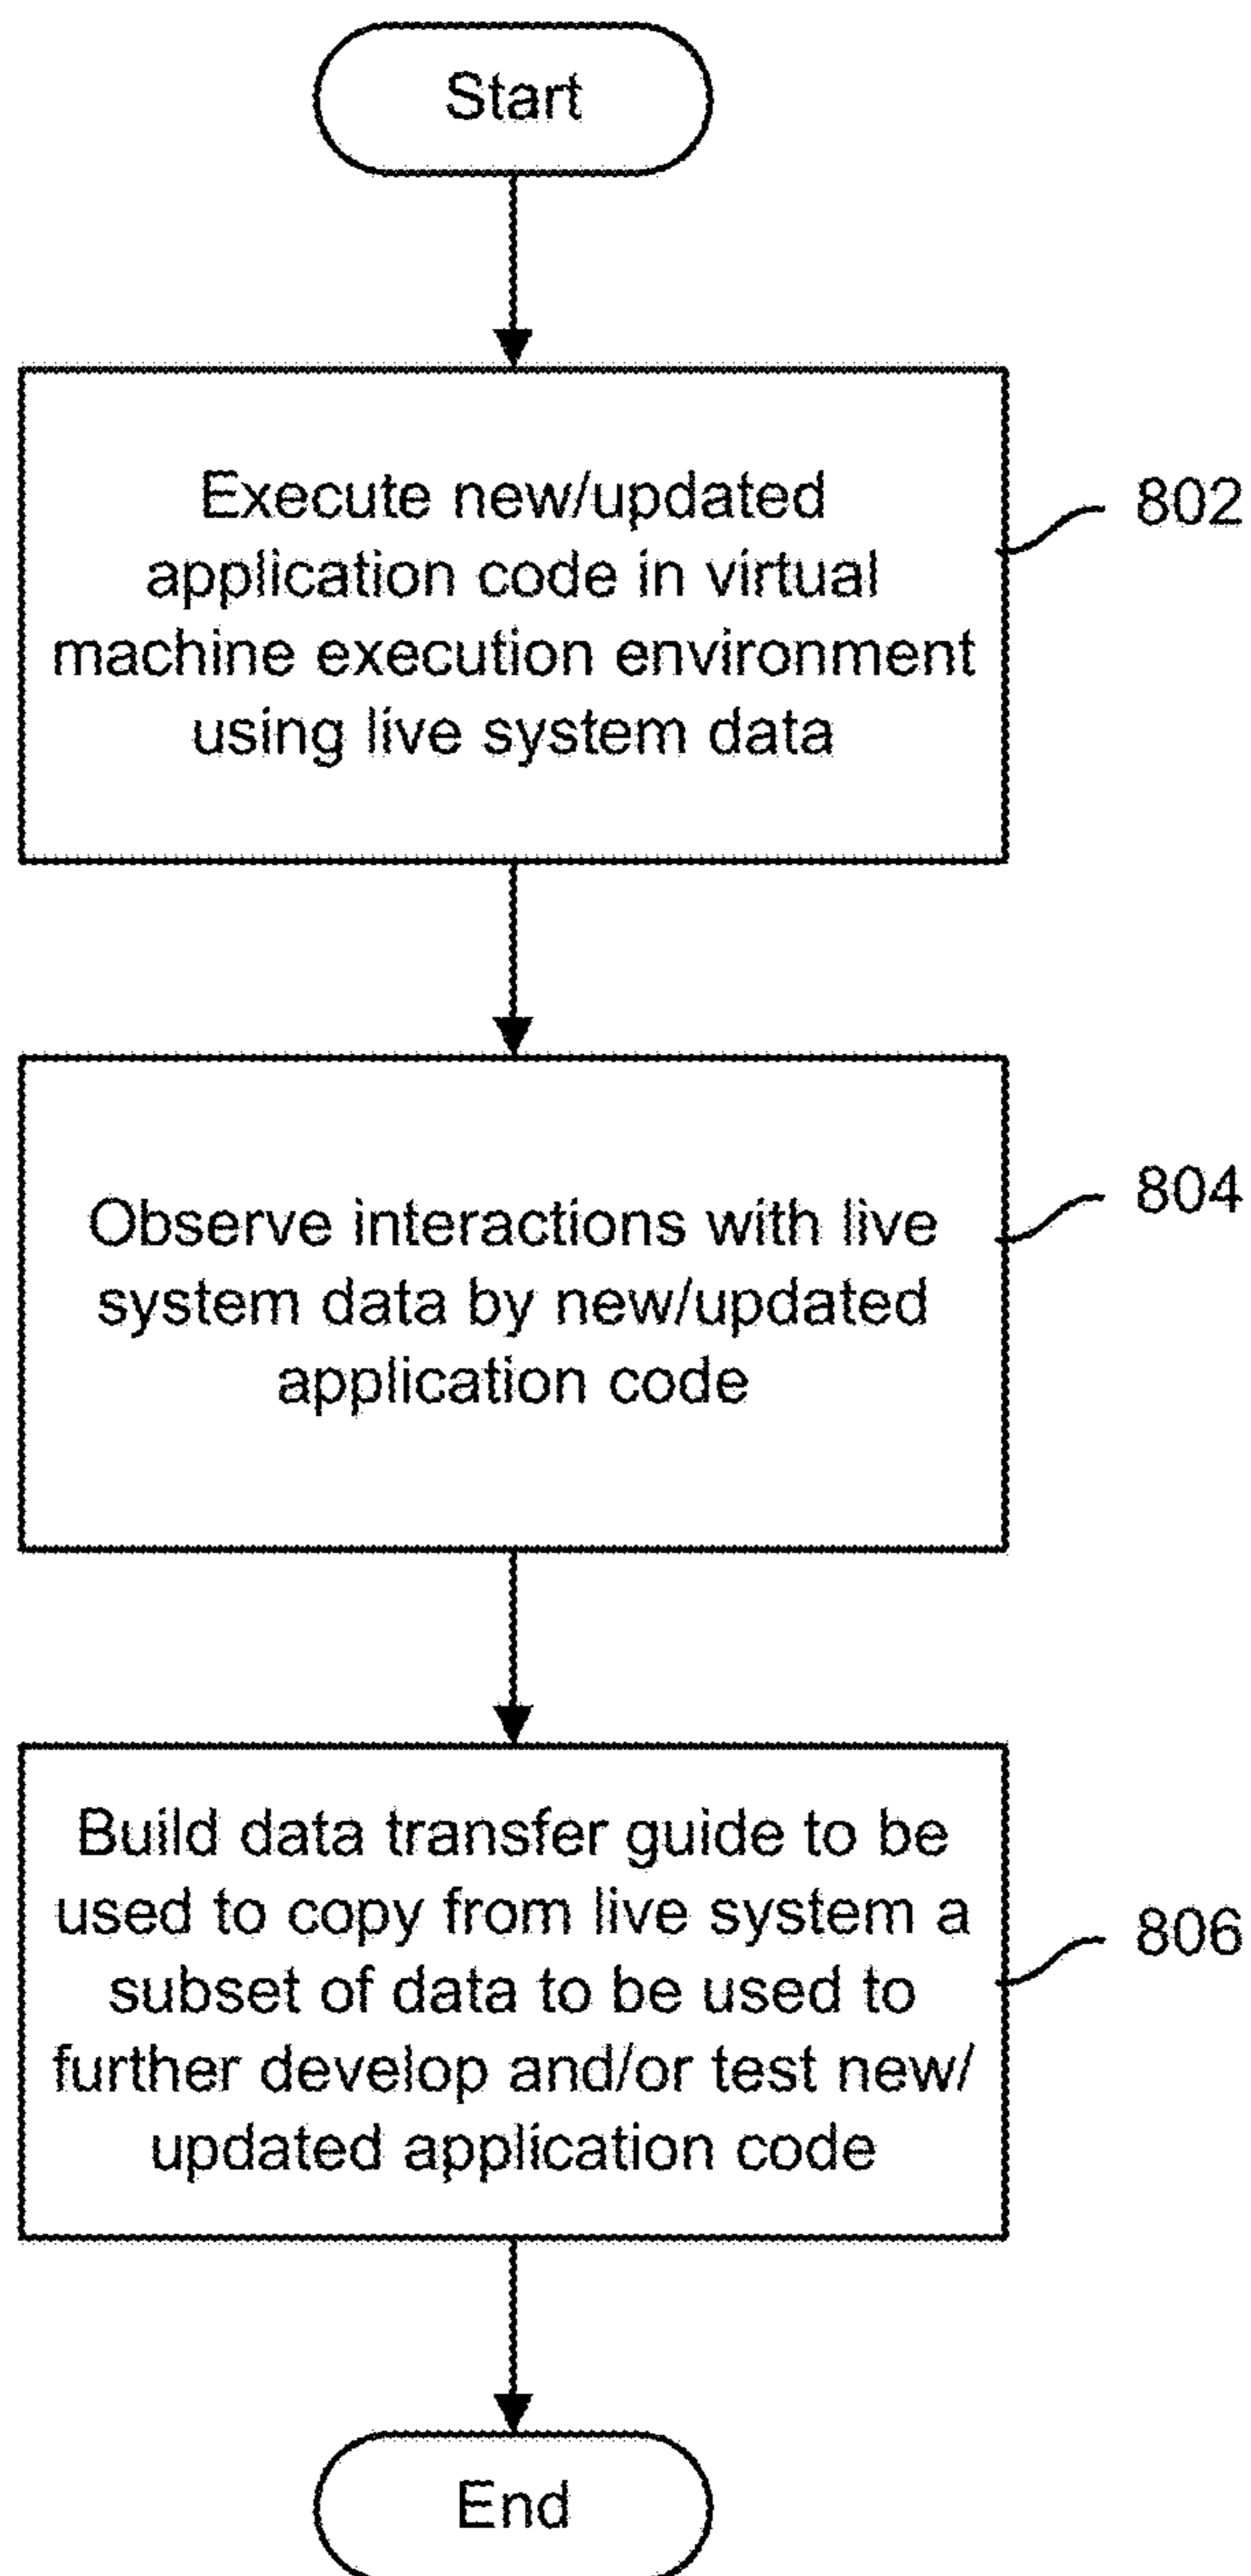 Start
Execute new/updated
application code in virtual
machine execution environment
using live system data
802
Observe interactions with live
system data by new/updated
application code
804
Build data transfer guide to be
used to copy from live system a
subset of data to be used to
further develop and/or test new/
updated application code
806
End